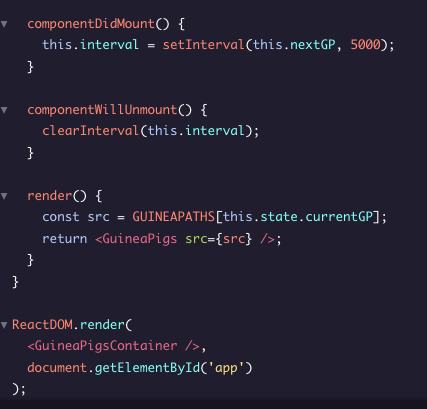 componentDidMount() {
this.interval = setInterval(this.nextGP, 5000);
}
componentWillUnmount() {
clearInterval(this.interval);
}
render() {
const src = GUINEAPATHS[this.state.currentGP];
return <GuineaPigs src={src} />;
}
}
ReactDOM.render(
<GuineaPigsContainer />,
document.getElementById('app')
);